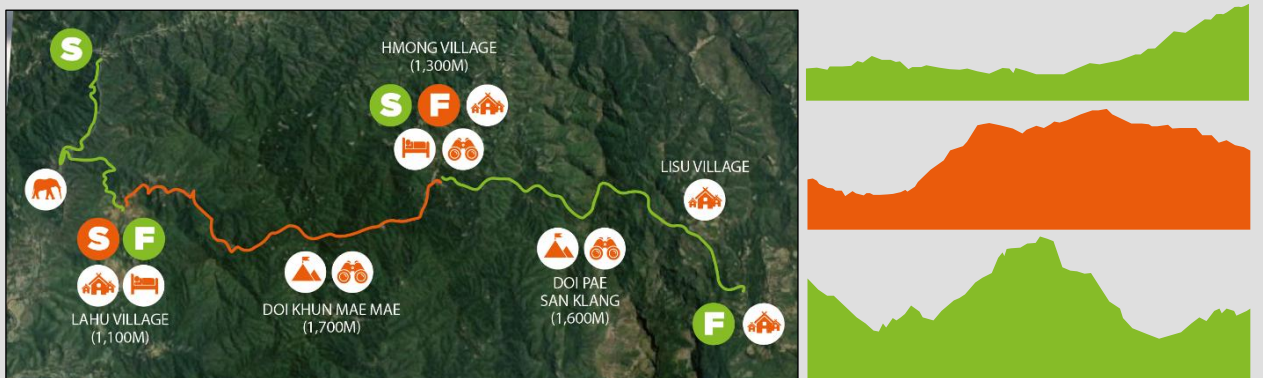 S
HMONG VILLAGE
(1,300M)
S F
LISU VILLAGE
S F
LAHU VILLAGE
(1,100M)
DOI KHUN MAE MAE
(1,700M)
DOI PAE
SAN KLANG
(1,600M)
F